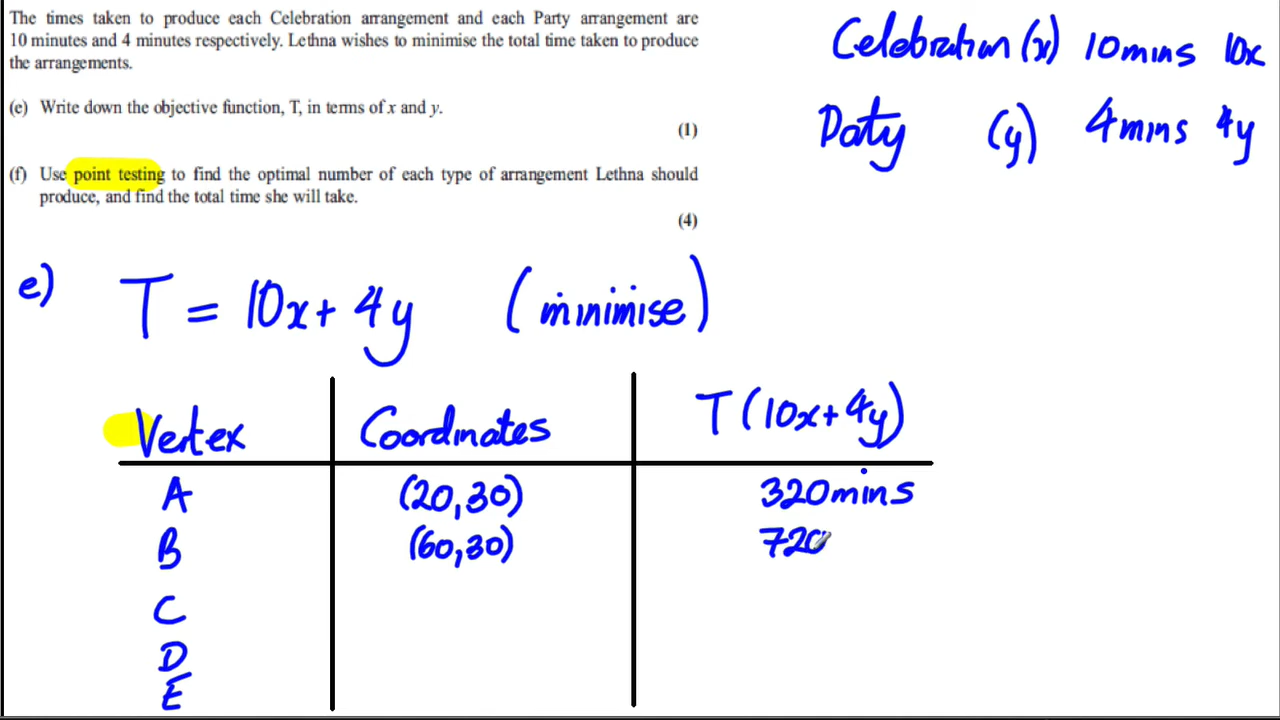 The times taken to produce each Celebration arrangement and each Party arrangement are
10 minutes and 4 minutes respectively. Lethna wishes to minimise the total time taken to produce
the arrangements.
(e) Write down the objective function, T, in terms of x and y.
(1)
(f) Use point testing to find the optimal number of each type of arrangement Lethna should
produce, and find the total time she will take.
(4)
Celebration (x) 10mins 10x
Party (y) 4mins 4y
e) T = 10x + 4y (minimise)
Vertex Coordinates T (10x + 4y)
A (20,30) 320mins
B (60,30) 720
C
D
E